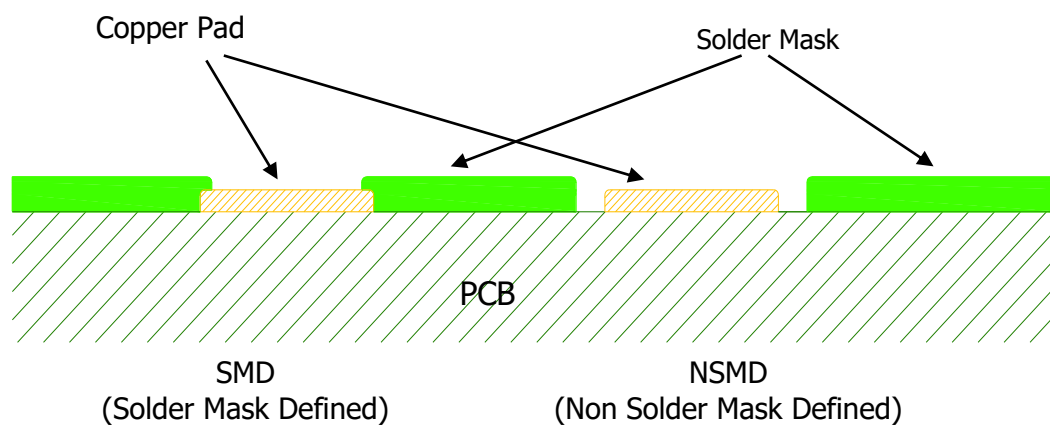 Copper Pad
Solder Mask
PCB
SMD
(Solder Mask Defined)
NSMD
(Non Solder Mask Defined)